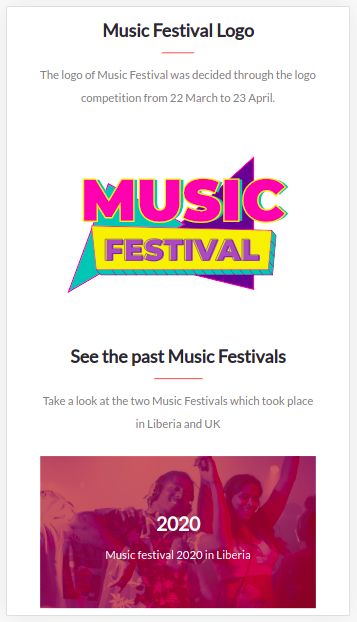 Music Festival Logo
The logo of Music Festival was decided through the logo
competition from 22 March to 23 April.
MUSIC
FESTIVAL
See the past Music Festivals
Take a look at the two Music Festivals which took place
in Liberia and UK
2020
Music festival 2020 in Liberia